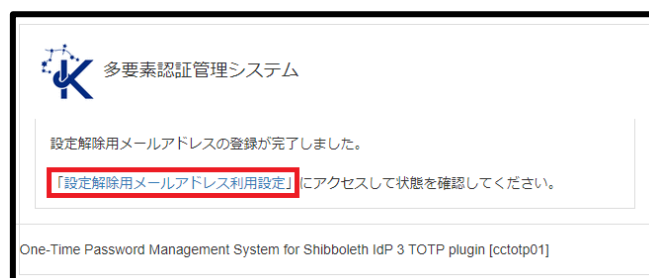 多要素認証管理システム
設定解除用メールアドレスの登録が完了しました。
「設定解除用メールアドレス利用設定」にアクセスして状態を確認してください。
One-Time Password Management System for Shibboleth IdP 3 TOTP plugin [cctotp01]